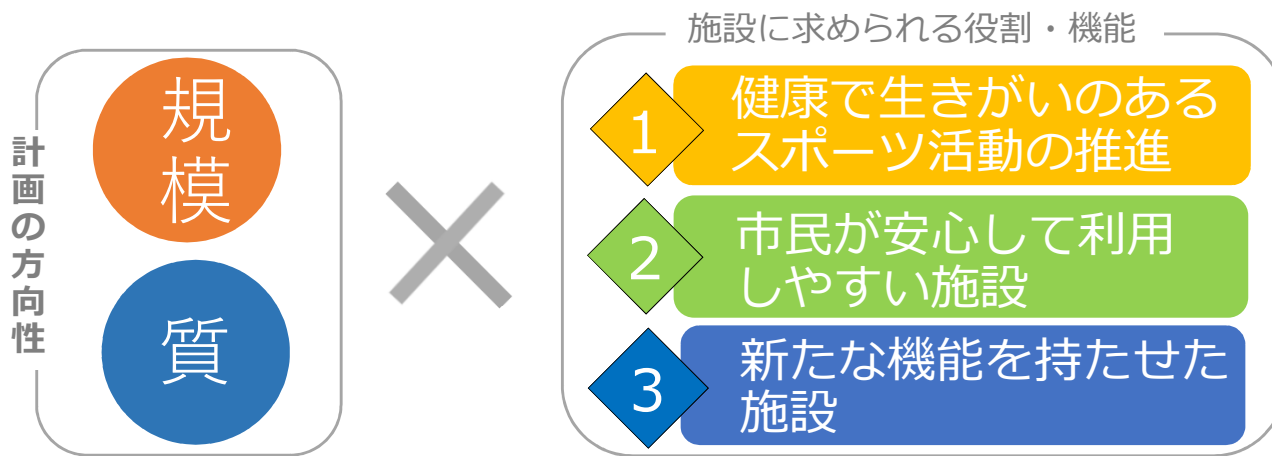 計画の方向性
規模
質
施設に求められる役割・機能
1
健康で生きがいのある
スポーツ活動の推進
2
市民が安心して利用
しやすい施設
3
新たな機能を持たせた
施設